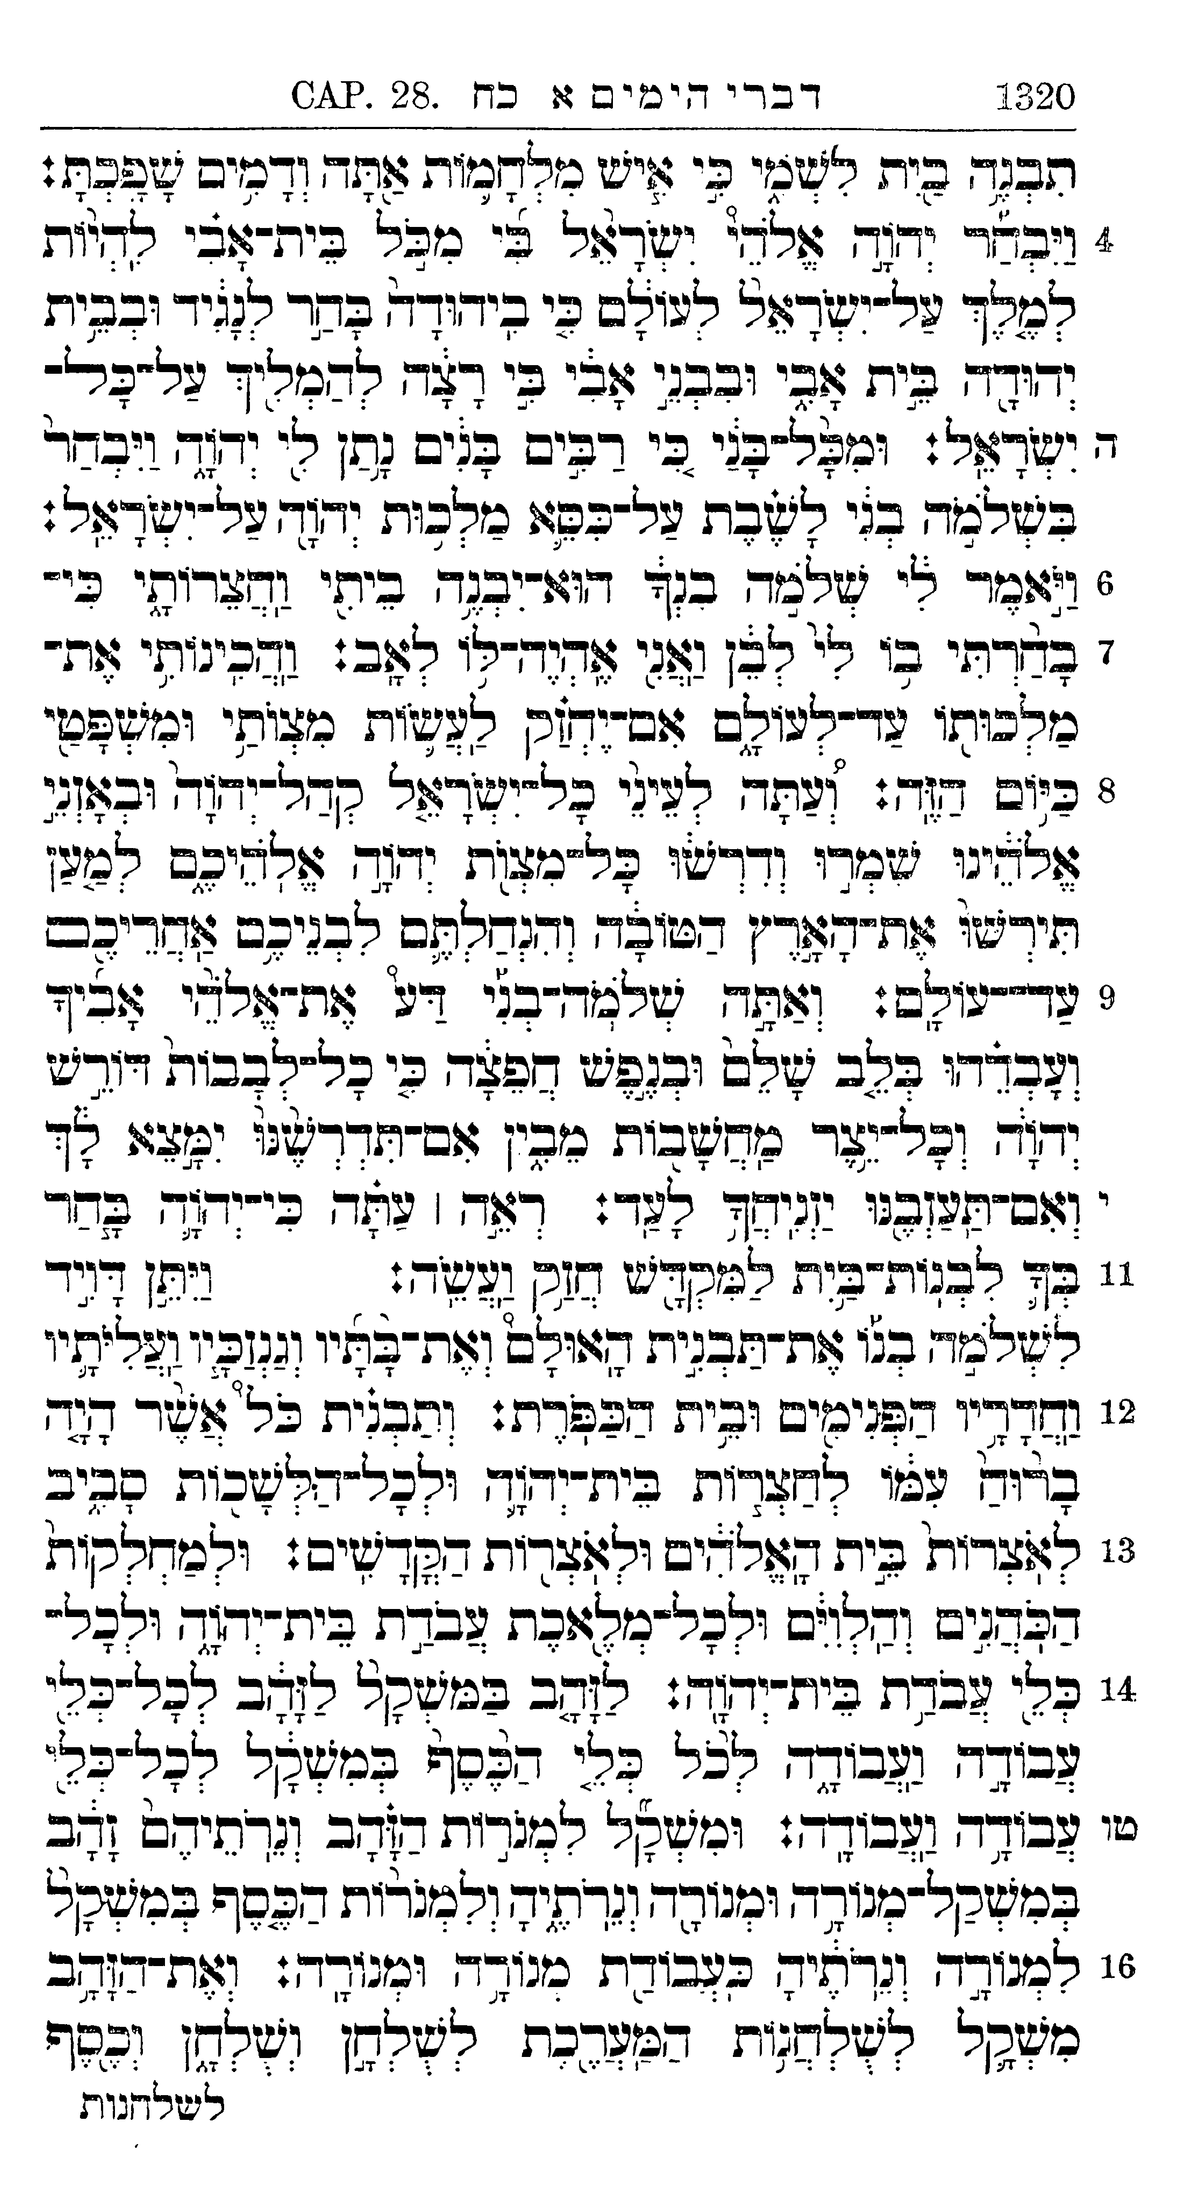 1320 דברי הימים א כח CAP. 28.
תִבְנֶ֥ה בַ֖יִת לִשְׁמִ֑י כִּ֣י אִ֧ישׁ מִלְחָמ֛וֹת אַ֖תָּה וְדָמִ֥ים שָׁפָֽכְתָּ׃
4 וַיִּבְחַ֡ר יְהוָ֣ה אֱלֹהֵי֩ יִשְׂרָאֵ֨ל בִּ֜י מִכֹּ֣ל בֵּית־אָבִ֗י לִֽהְי֨וֹת
לְמֶ֤לֶךְ עַל־יִשְׂרָאֵל֙ לְעוֹלָ֔ם כִּ֤י בִֽיהוּדָה֙ בָּחַ֣ר לְנָגִ֔יד וּבְבֵ֥ית
יְהוּדָ֖ה בֵּ֣ית אָבִ֑י וּבִבְנֵ֣י אָבִ֔י בִּ֣י רָצָ֔ה לְהַמְלִ֖יךְ עַל־כָּל־
ה יִשְׂרָאֵֽל׃ וּמִכָּ֨ל־בָּנַ֔י כִּ֚י רַבִּ֣ים בָּנִ֔ים נָ֥תַן לִ֖י יְהוָ֑ה וַיִּבְחַר֙
בִּשְׁלֹמֹ֣ה בְנִ֔י לָשֶׁ֗בֶת עַל־כִּסֵּ֛א מַלְכ֥וּת יְהוָ֖ה עַל־יִשְׂרָאֵֽל׃
6 וַיֹּ֣אמֶר לִ֔י שְׁלֹמֹ֣ה בִנְךָ֔ הוּא־יִבְנֶ֥ה בֵיתִ֖י וַֽחֲצֵרוֹתָ֑י כִּי־
7 בָחַ֨רְתִּי ב֥וֹ לִי֙ לְבֵ֔ן וַֽאֲנִ֖י אֶֽהְיֶה־לּ֥וֹ לְאָֽב׃ וַֽהֲכִינוֹתִ֥י אֶת־
מַלְכוּת֖וֹ עַד־לְעוֹלָ֑ם אִם־יֶחֱזַ֗ק לַֽעֲשׂ֛וֹת מִצְוֺתַ֥י וּמִשְׁפָּטַ֖י
8 כַּיּ֥וֹם הַזֶּֽה׃ וְ֠עַתָּה לְעֵינֵ֨י כָל־יִשְׂרָאֵ֤ל קְהַל־יְהוָה֙ וּבְאָזְנֵ֣י
אֱלֹהֵ֔ינוּ שִׁמְר֣וּ וְדִרְשׁ֔וּ כָּל־מִצְוֺ֖ת יְהוָ֣ה אֱלֹֽהֵיכֶ֑ם לְמַ֤עַן
תִּֽירְשׁוּ֙ אֶת־הָאָ֣רֶץ הַטּוֹבָ֔ה וְהִנְחַלְתֶּ֛ם לִבְנֵיכֶ֥ם אַֽחֲרֵיכֶ֖ם
9 עַד־עוֹלָֽם׃ וְאַתָּ֣ה שְׁלֹמֹֽה־בְנִ֡י דַּע֩ אֶת־אֱלֹהֵ֨י אָבִ֜יךָ
וְעָבְדֵ֗הוּ בְּלֵ֤ב שָׁלֵם֙ וּבְנֶ֣פֶשׁ חֲפֵצָ֔ה כִּ֤י כָל־לְבָבוֹת֙ דּוֹרֵ֣שׁ
יְהוָ֔ה וְכָל־יֵ֥צֶר מַֽחֲשָׁב֖וֹת מֵבִ֑ין אִם־תִּדְרְשֶׁ֨נּוּ֙ יִמָּ֣צֵא לָ֔ךְ
י וְאִם־תַּֽעַזְבֶ֖נּוּ יַזְנִֽיחֲךָ֥ לָעַֽד׃ רְאֵ֣ה ׀ עַתָּ֗ה כִּֽי־יְהוָ֛ה בָּ֧חַר
11 בְּךָ֛ לִבְנֽוֹת־בַּ֥יִת לַמִּקְדָּ֖שׁ חֲזַ֥ק וַֽעֲשֵֽׂה׃ וַיִּתֵּ֣ן דָּוִ֣יד
לִשְׁלֹמֹ֣ה בְנ֡וֹ אֶת־תַּבְנִ֣ית הָֽאוּלָם֩ וְֽאֶת־בָּ֨תָּ֜יו וְגַנְזַכָּ֧יו וַֽעֲלִיֹּתָ֛יו
12 וַֽחֲדָרָ֥יו הַפְּנִימִ֖ים וּבֵ֥ית הַכַּפֹּֽרֶת׃ וְתַבְנִ֗ית כֹּל֩ אֲשֶׁ֨ר הָיָ֤ה
בָר֙וּחַ֙ עִמּ֔וֹ לְחַצְר֧וֹת בֵּית־יְהוָ֛ה וּלְכָל־הַלְּשָׁכ֖וֹת סָבִ֑יב
13 לְאֹֽצְרוֹת֙ בֵּ֣ית הָֽאֱלֹהִ֔ים וּלְאֹֽצְר֖וֹת הַקֳּדָשִֽׁים׃ וּֽלְמַחְלְקוֹת֙
הַכֹּֽהֲנִ֣ים וְהַֽלְוִיִּ֔ם וּֽלְכָל־מְלֶ֖אכֶת עֲבוֹדַ֣ת בֵּית־יְהוָ֑ה וּֽלְכָל־
14 כְּלֵ֖י עֲבֹדַ֥ת בֵּית־יְהוָֽה׃ לַזָּהָ֤ב בַּמִּשְׁקָל֙ לַזָּהָ֔ב לְכָל־כְּלֵ֖י
עֲבוֹדָ֣ה וַֽעֲבוֹדָ֑ה לְכֹ֨ל כְּלֵ֤י הַכֶּ֨סֶף֙ בְּמִשְׁקָ֔ל לְכָל־כְּלֵ֖י
טו עֲבוֹדָ֥ה וַֽעֲבוֹדָֽה׃ וּמִשְׁקָ֞ל לִמְנֹר֣וֹת הַזָּהָ֗ב וְנֵרֹֽתֵיהֶם֙ זָהָ֔ב
בְּמִשְׁקַל־מְנוֹרָ֥ה וּמְנוֹרָ֖ה וְנֵרֹתֶ֑יהָ וְלִמְנֹר֨וֹת הַכֶּ֤סֶף בְּמִשְׁקָל֙
16 לִמְנוֹרָ֣ה וְנֵרֹתֶ֔יהָ כַּֽעֲבוֹדַ֖ת מְנוֹרָ֥ה וּמְנוֹרָֽה׃ וְאֶת־הַזָּהָ֥ב
מִשְׁקָ֛ל לְשֻׁלְחֲנ֥וֹת הַֽמַּעֲרֶ֖כֶת לְשֻׁלְחָ֣ן וְשֻׁלְחָ֑ן וְכֶ֖סֶף
לשלחנות